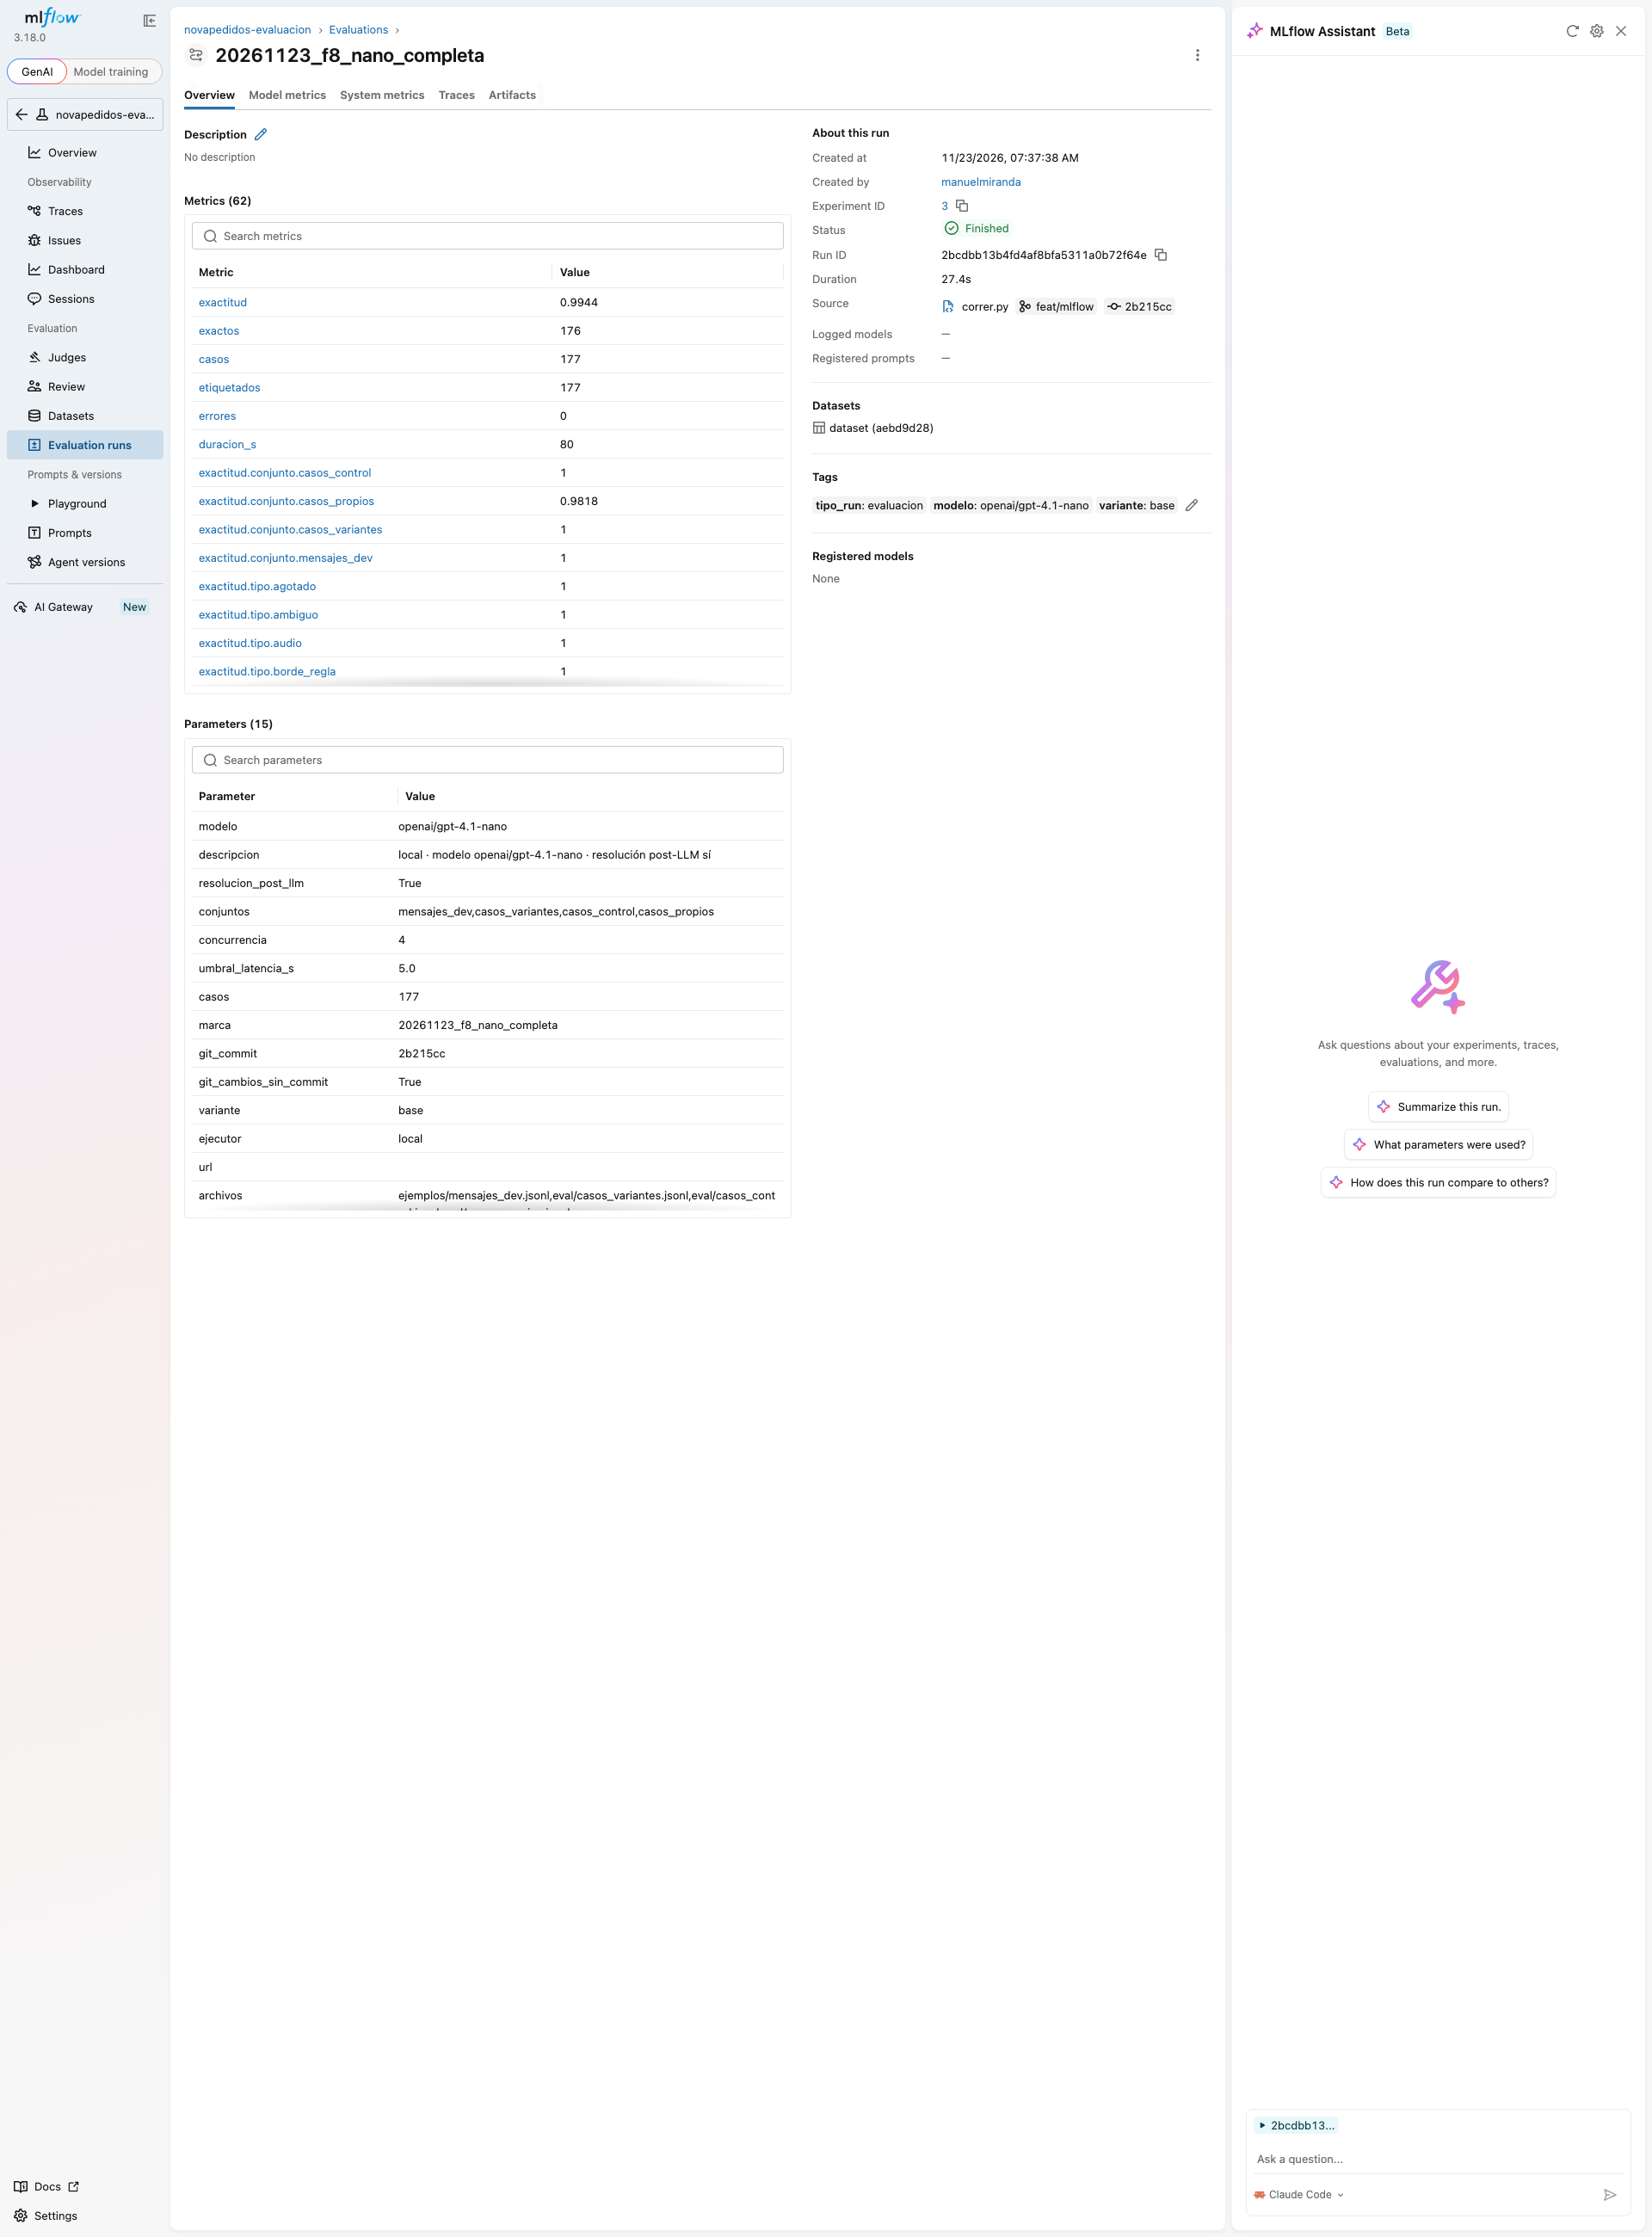 mlflow
3.18.0
GenAI
Model training
novapedidos-eva...
Overview
Observability
Traces
Issues
Dashboard
Sessions
Evaluation
Judges
Review
Datasets
Evaluation runs
Prompts & versions
Playground
Prompts
Agent versions
AI Gateway New
Docs
Settings
novapedidos-evaluacion › Evaluations ›
20261123_f8_nano_completa
Overview Model metrics System metrics Traces Artifacts
Description
No description
Metrics (62)
Search metrics
Metric Value
exactitud 0.9944
exactos 176
casos 177
etiquetados 177
errores 0
duracion_s 80
exactitud.conjunto.casos_control 1
exactitud.conjunto.casos_propios 0.9818
exactitud.conjunto.casos_variantes 1
exactitud.conjunto.mensajes_dev 1
exactitud.tipo.agotado 1
exactitud.tipo.ambiguo 1
exactitud.tipo.audio 1
exactitud.tipo.borde_regla 1
Parameters (15)
Search parameters
Parameter Value
modelo openai/gpt-4.1-nano
descripcion local · modelo openai/gpt-4.1-nano · resolución post-LLM sí
resolucion_post_llm True
conjuntos mensajes_dev,casos_variantes,casos_control,casos_propios
concurrencia 4
umbral_latencia_s 5.0
casos 177
marca 20261123_f8_nano_completa
git_commit 2b215cc
git_cambios_sin_commit True
variante base
ejecutor local
url
archivos ejemplos/mensajes_dev.jsonl,eval/casos_variantes.jsonl,eval/casos_cont
About this run
Created at 11/23/2026, 07:37:38 AM
Created by manuelmiranda
Experiment ID 3
Status Finished
Run ID 2bcdbb13b4fd4af8bfa5311a0b72f64e
Duration 27.4s
Source correr.py feat/mlflow 2b215cc
Logged models —
Registered prompts —
Datasets
dataset (aebd9d28)
Tags
tipo_run: evaluacion modelo: openai/gpt-4.1-nano variante: base
Registered models
None
MLflow Assistant Beta
Ask questions about your experiments, traces,
evaluations, and more.
Summarize this run.
What parameters were used?
How does this run compare to others?
2bcdbb13...
Ask a question...
Claude Code